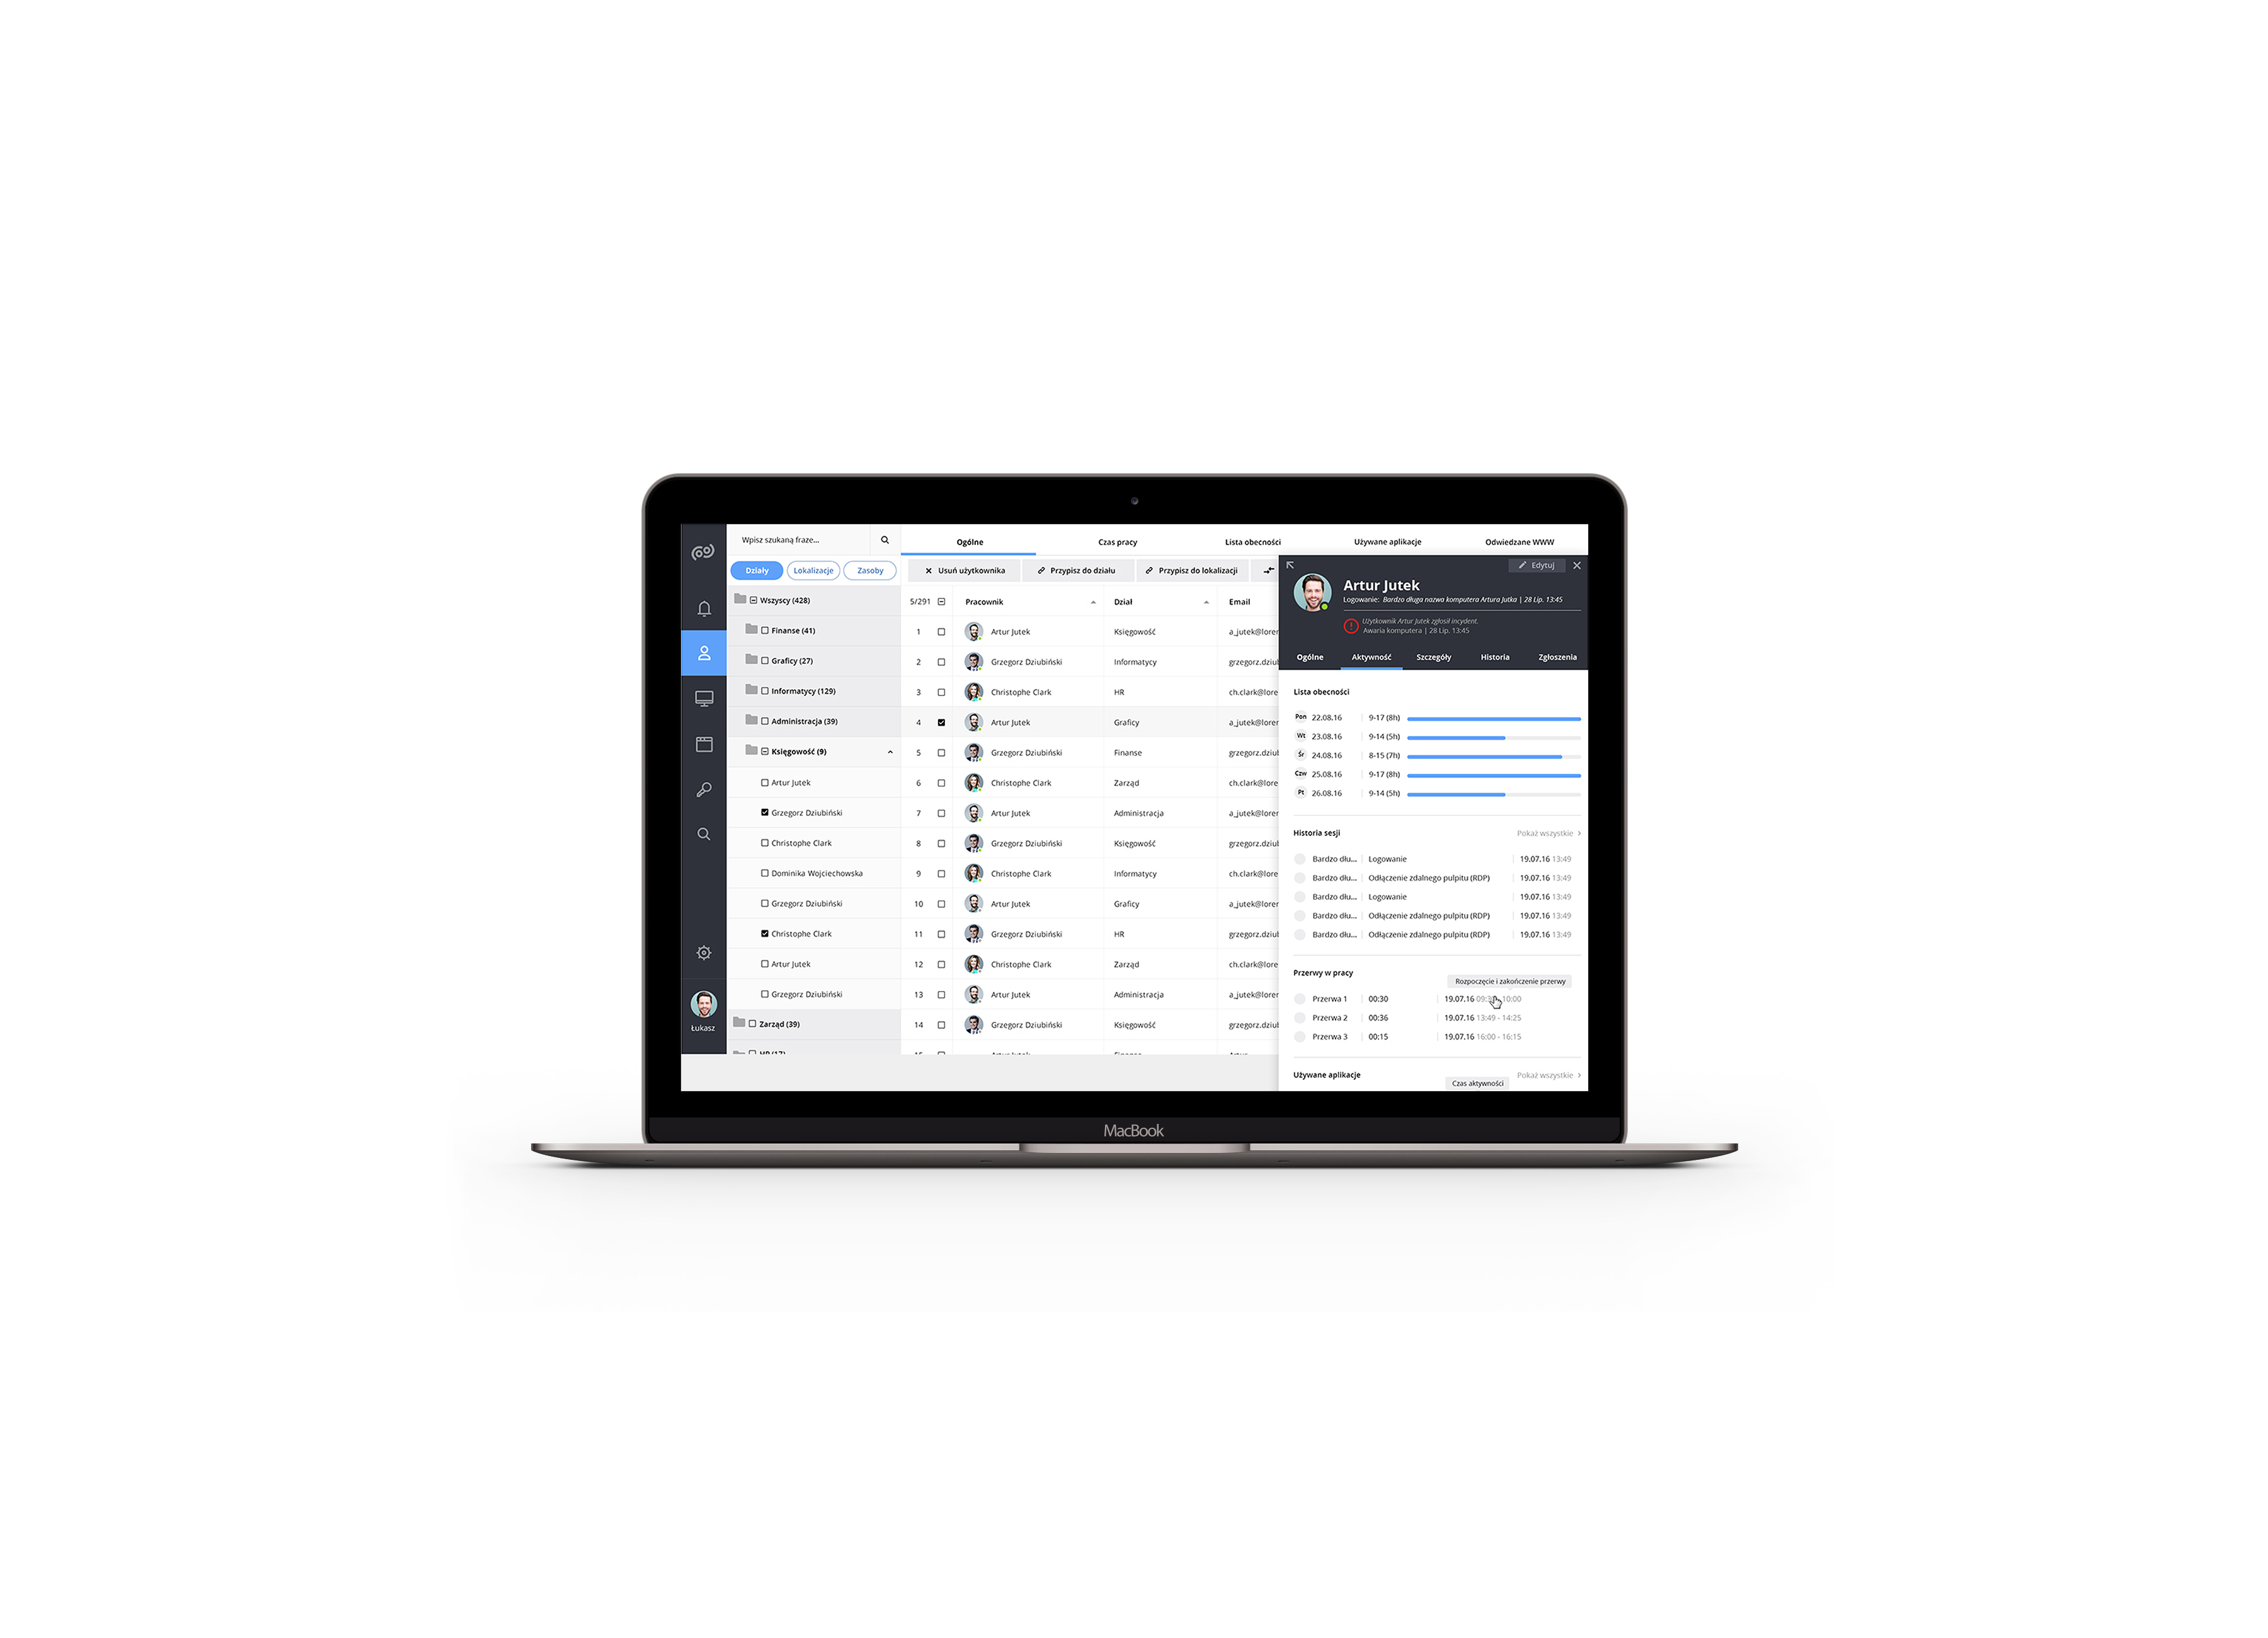 Wpisz szukaną fraze...
Ogólne
Czas pracy
Lista obecności
Używane aplikacje
Odwiedzane WWW
Działy
Lokalizacje
Zasoby
Usuń użytkownika
Przypisz do działu
Przypisz do lokalizacji
Wszyscy (428)
Finanse (41)
Graficy (27)
Informatycy (129)
Administracja (39)
Księgowość (9)
Artur Jutek
Grzegorz Dziubiński
Christophe Clark
Dominika Wojciechowska
Grzegorz Dziubiński
Christophe Clark
Artur Jutek
Grzegorz Dziubiński
Zarząd (39)
Łukasz
5/291 Pracownik Dział Email
1 Artur Jutek Księgowość a_jutek@lorer
2 Grzegorz Dziubiński Informatycy grzegorz.dziul
3 Christophe Clark HR ch.clark@lore
4 Artur Jutek Graficy a_jutek@lorer
5 Grzegorz Dziubiński Finanse grzegorz.dziul
6 Christophe Clark Zarząd ch.clark@lore
7 Artur Jutek Administracja a_jutek@lorer
8 Grzegorz Dziubiński Księgowość grzegorz.dziul
9 Christophe Clark Informatycy ch.clark@lore
10 Artur Jutek Graficy a_jutek@lorer
11 Grzegorz Dziubiński HR grzegorz.dziul
12 Christophe Clark Zarząd ch.clark@lore
13 Artur Jutek Administracja a_jutek@lorer
14 Grzegorz Dziubiński Księgowość grzegorz.dziul
Edytuj
Artur Jutek
Logowanie: Bardzo długa nazwa komputera Artura Jutka | 28 Lip. 13:45
Użytkownik Artur Jutek zgłosił incydent.
Awaria komputera | 28 Lip. 13:45
Ogólne
Aktywność
Szczegóły
Historia
Zgłoszenia
Lista obecności
Pon 22.08.16 9-17 (8h)
Wt 23.08.16 9-14 (5h)
Śr 24.08.16 8-15 (7h)
Czw 25.08.16 9-17 (8h)
Pt 26.08.16 9-14 (5h)
Historia sesji Pokaż wszystkie
Bardzo dłu... Logowanie 19.07.16 13:49
Bardzo dłu... Odłączenie zdalnego pulpitu (RDP) 19.07.16 13:49
Bardzo dłu... Logowanie 19.07.16 13:49
Bardzo dłu... Odłączenie zdalnego pulpitu (RDP) 19.07.16 13:49
Bardzo dłu... Odłączenie zdalnego pulpitu (RDP) 19.07.16 13:49
Przerwy w pracy
Rozpoczęcie i zakończenie przerwy
Przerwa 1 00:30 19.07.16 10:00
Przerwa 2 00:36 19.07.16 13:49 - 14:25
Przerwa 3 00:15 19.07.16 16:00 - 16:15
Używane aplikacje Pokaż wszystkie
Czas aktywności
MacBook